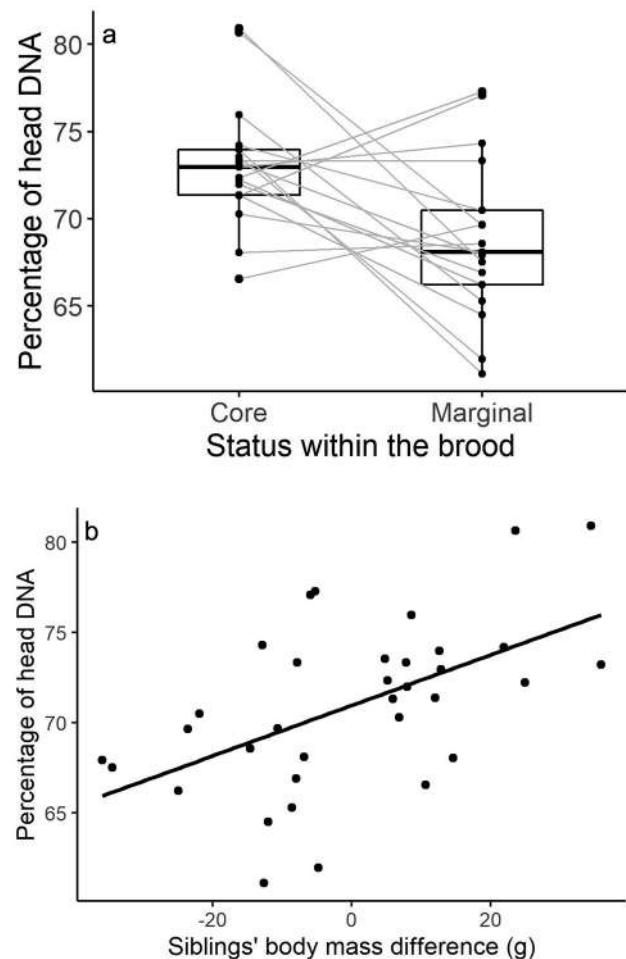 a
80
75
70
65
Percentage of head DNA
Core Marginal
Status within the brood
b
80
75
70
65
Percentage of head DNA
-20 0 20
Siblings' body mass difference (g)